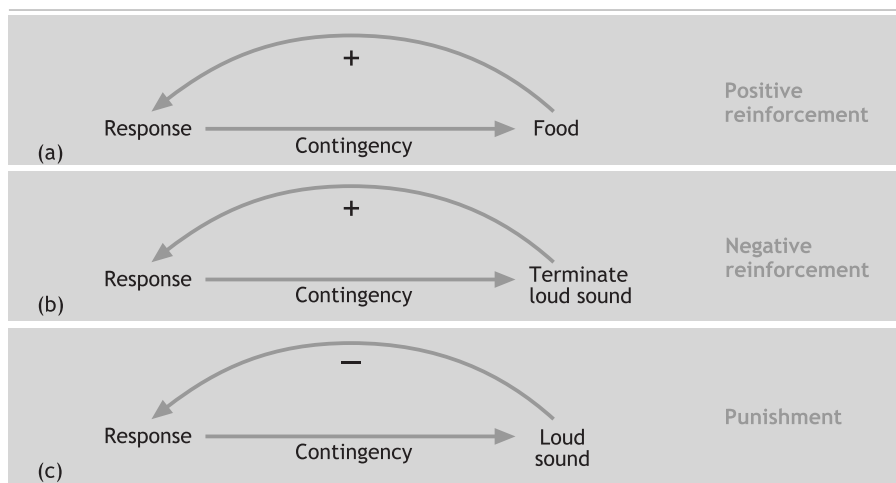 +
Positive
reinforcement
Response
Food
Contingency
(a)
+
Negative
reinforcement
Response
Terminate
loud sound
Contingency
(b)
−
Punishment
Response
Loud
sound
Contingency
(c)